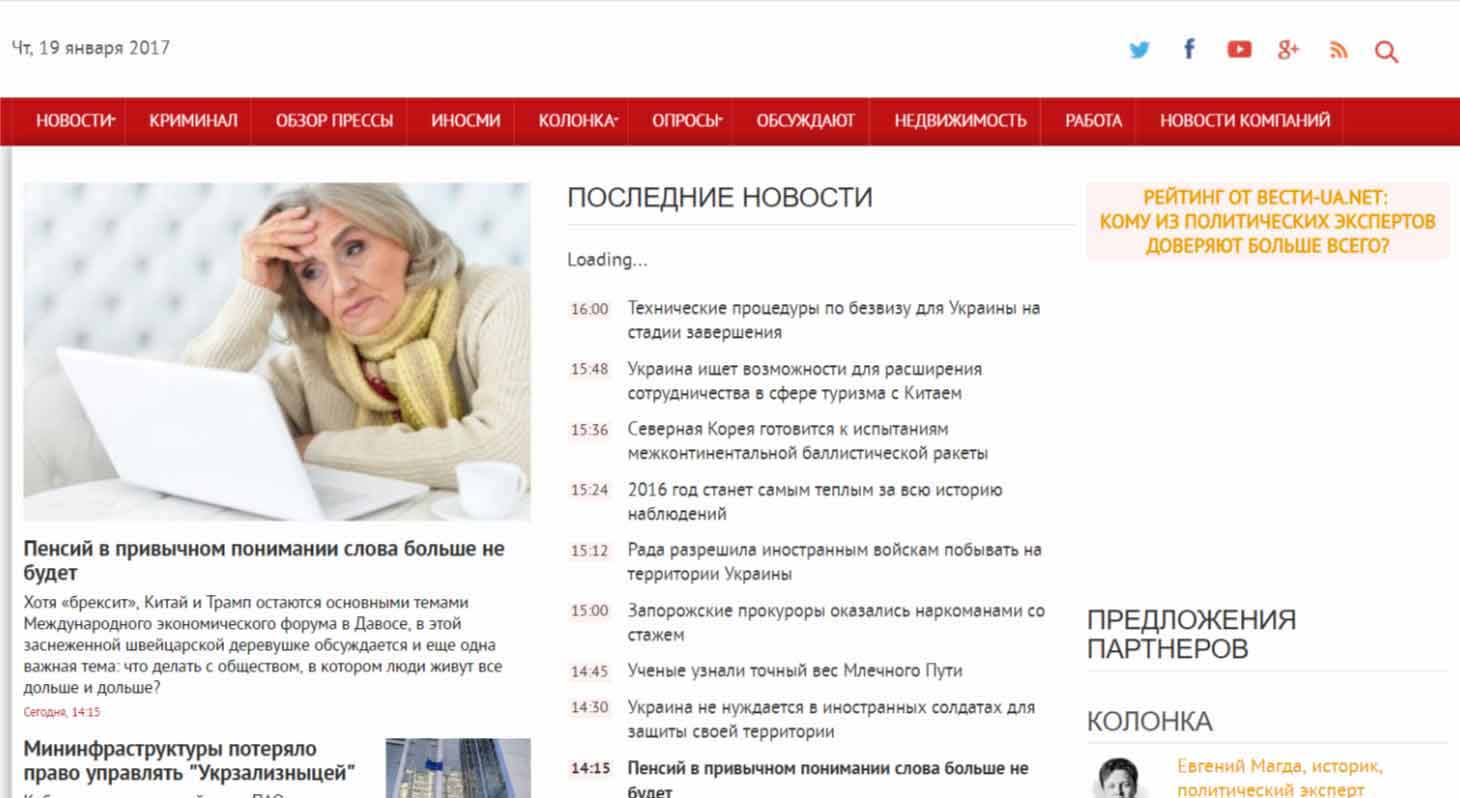 Чт, 19 января 2017
НОВОСТИ
КРИМИНАЛ
ОБЗОР ПРЕССЫ
ИНОСМИ
КОЛОНКА
ОПРОСЫ
ОБСУЖДАЮТ
НЕДВИЖИМОСТЬ
РАБОТА
НОВОСТИ КОМПАНИЙ
Пенсий в привычном понимании слова больше не
будет
Хотя «брексит», Китай и Трамп остаются основными темами
Международного экономического форума в Давосе, в этой
заснеженной швейцарской деревушке обсуждается и еще одна
важная тема: что делать с обществом, в котором люди живут все
дольше и дольше?
Сегодня, 14:15
Мининфраструктуры потеряло
право управлять "Укрзализныцей"
ПОСЛЕДНИЕ НОВОСТИ
Loading...
16:00 Технические процедуры по безвизу для Украины на
стадии завершения
15:48 Украина ищет возможности для расширения
сотрудничества в сфере туризма с Китаем
15:36 Северная Корея готовится к испытаниям
межконтинентальной баллистической ракеты
15:24 2016 год станет самым теплым за всю историю
наблюдений
15:12 Рада разрешила иностранным войскам побывать на
территории Украины
15:00 Запорожские прокуроры оказались наркоманами со
стажем
14:45 Ученые узнали точный вес Млечного Пути
14:30 Украина не нуждается в иностранных солдатах для
защиты своей территории
14:15 Пенсий в привычном понимании слова больше не
будет
РЕЙТИНГ ОТ ВЕСТИ-UA.NET:
КОМУ ИЗ ПОЛИТИЧЕСКИХ ЭКСПЕРТОВ
ДОВЕРЯЮТ БОЛЬШЕ ВСЕГО?
ПРЕДЛОЖЕНИЯ
ПАРТНЕРОВ
КОЛОНКА
Евгений Магда, историк,
политический эксперт